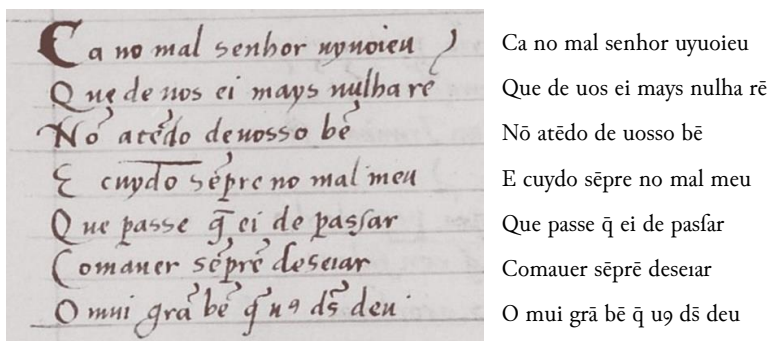 Ca no mal senhor uyuoieu
Que de uos ei mays nulha rē
Nō atēdo deuosso bē
E cuydo sēpre no mal meu
Que passe q̄ ei de pasſar
Comauer sēprē deseıar
O mui grā bē q̄ u9 ds̄ deu
Ca no mal senhor uyuoieu
Que de uos ei mays nulha rē
Nō atēdo de uosso bē
E cuydo sēpre no mal meu
Que passe q̄ ei de pasſar
Comauer sēprē deseıar
O mui grā bē q̄ u9 ds̄ deu